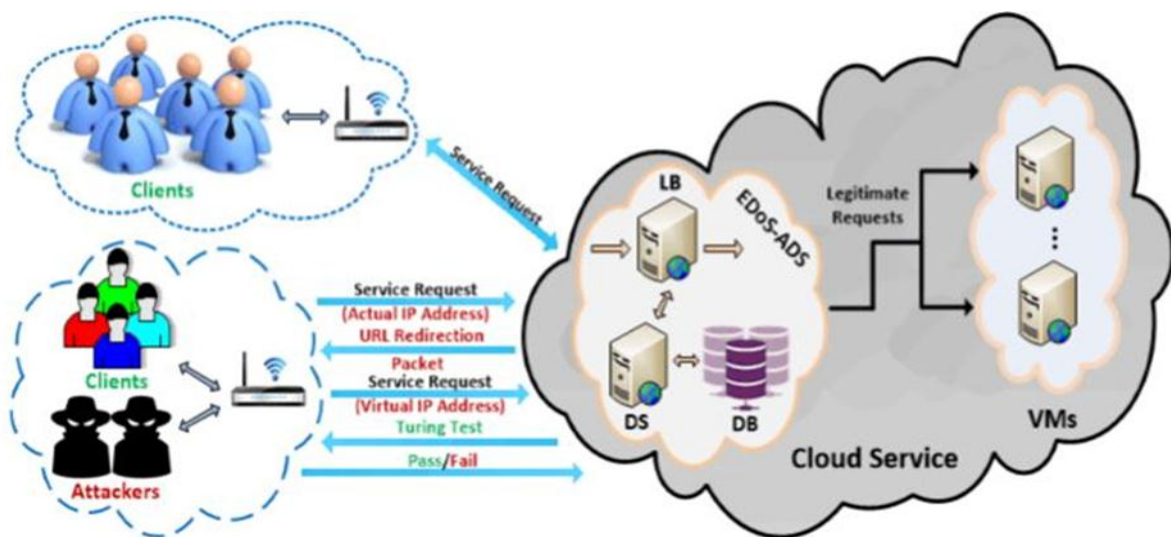 Clients
Service Request
Clients
Attackers
Service Request
(Actual IP Address)
URL Redirection
Packet
Service Request
(Virtual IP Address)
Turing Test
Pass/Fail
LB
EDoS-ADS
DS
DB
Legitimate
Requests
...
VMs
Cloud Service